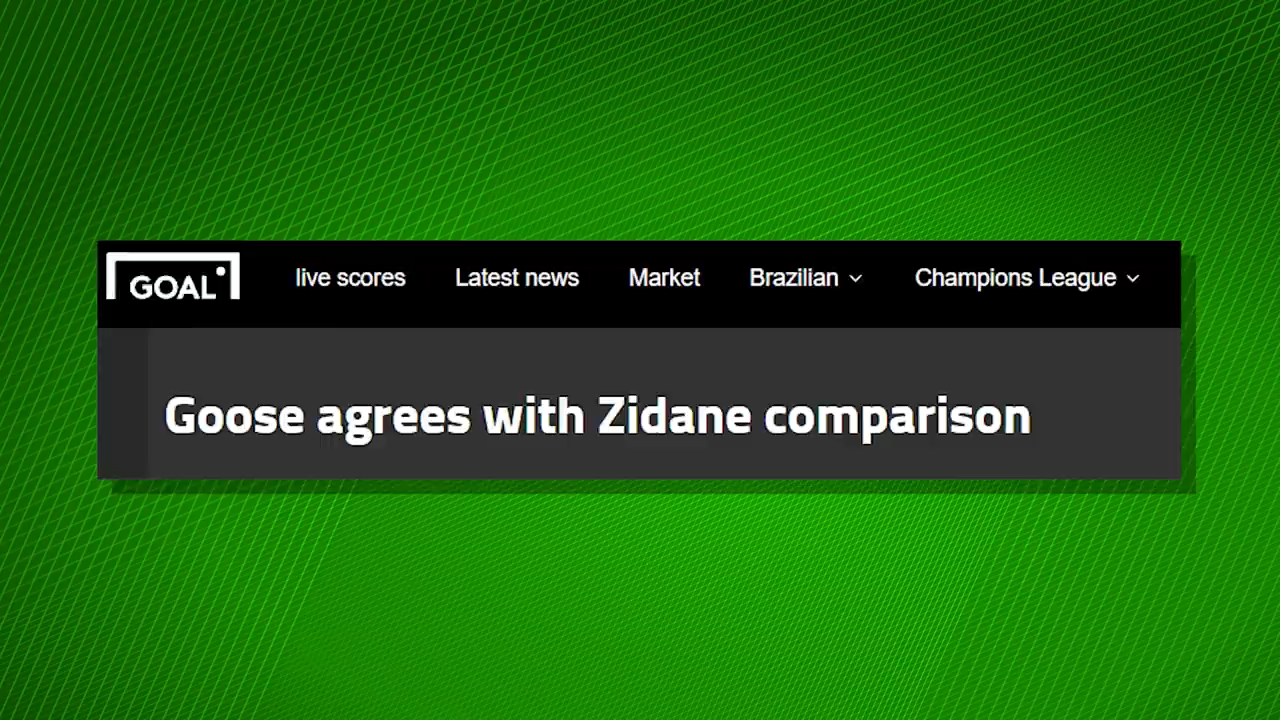 GOAL live scores Latest news Market Brazilian Champions League
Goose agrees with Zidane comparison